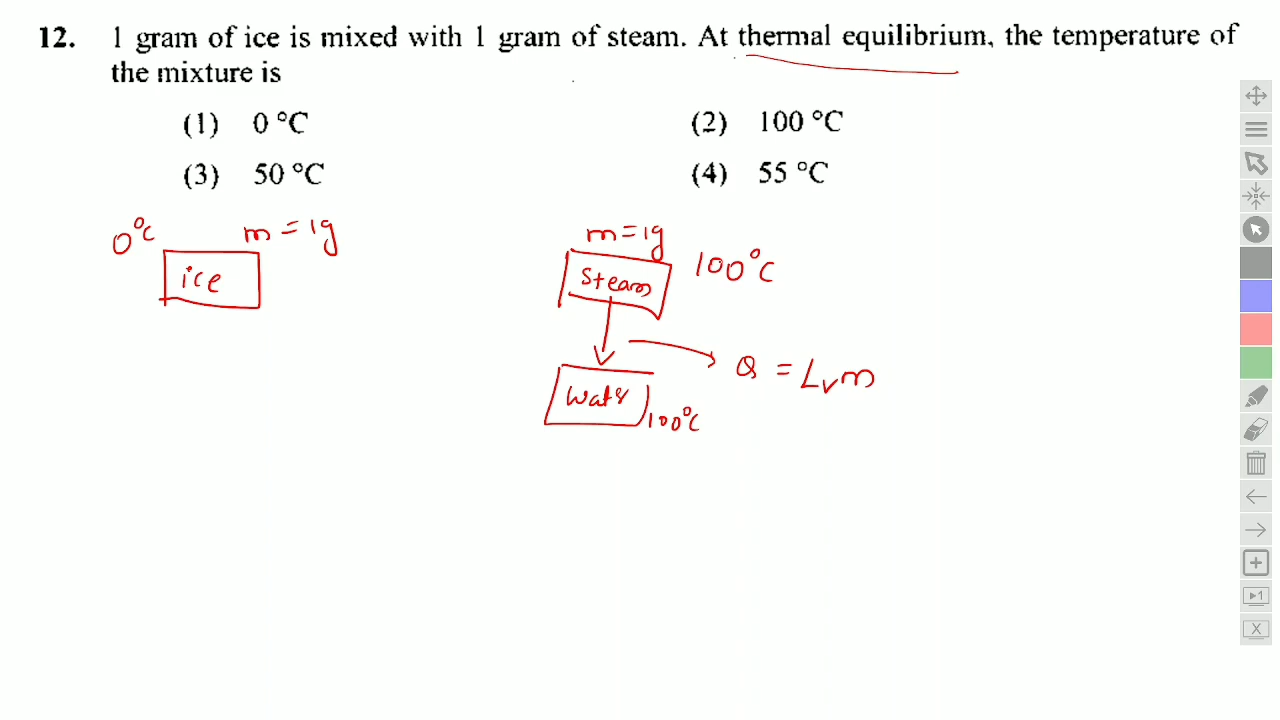 12. 1 gram of ice is mixed with 1 gram of steam. At thermal equilibrium, the temperature of
the mixture is
(1) 0 °C (2) 100 °C
(3) 50 °C (4) 55 °C
0°C m = 1g
ice
m = 1g
Steam 100°C
Q = Lvm
Water 100°C